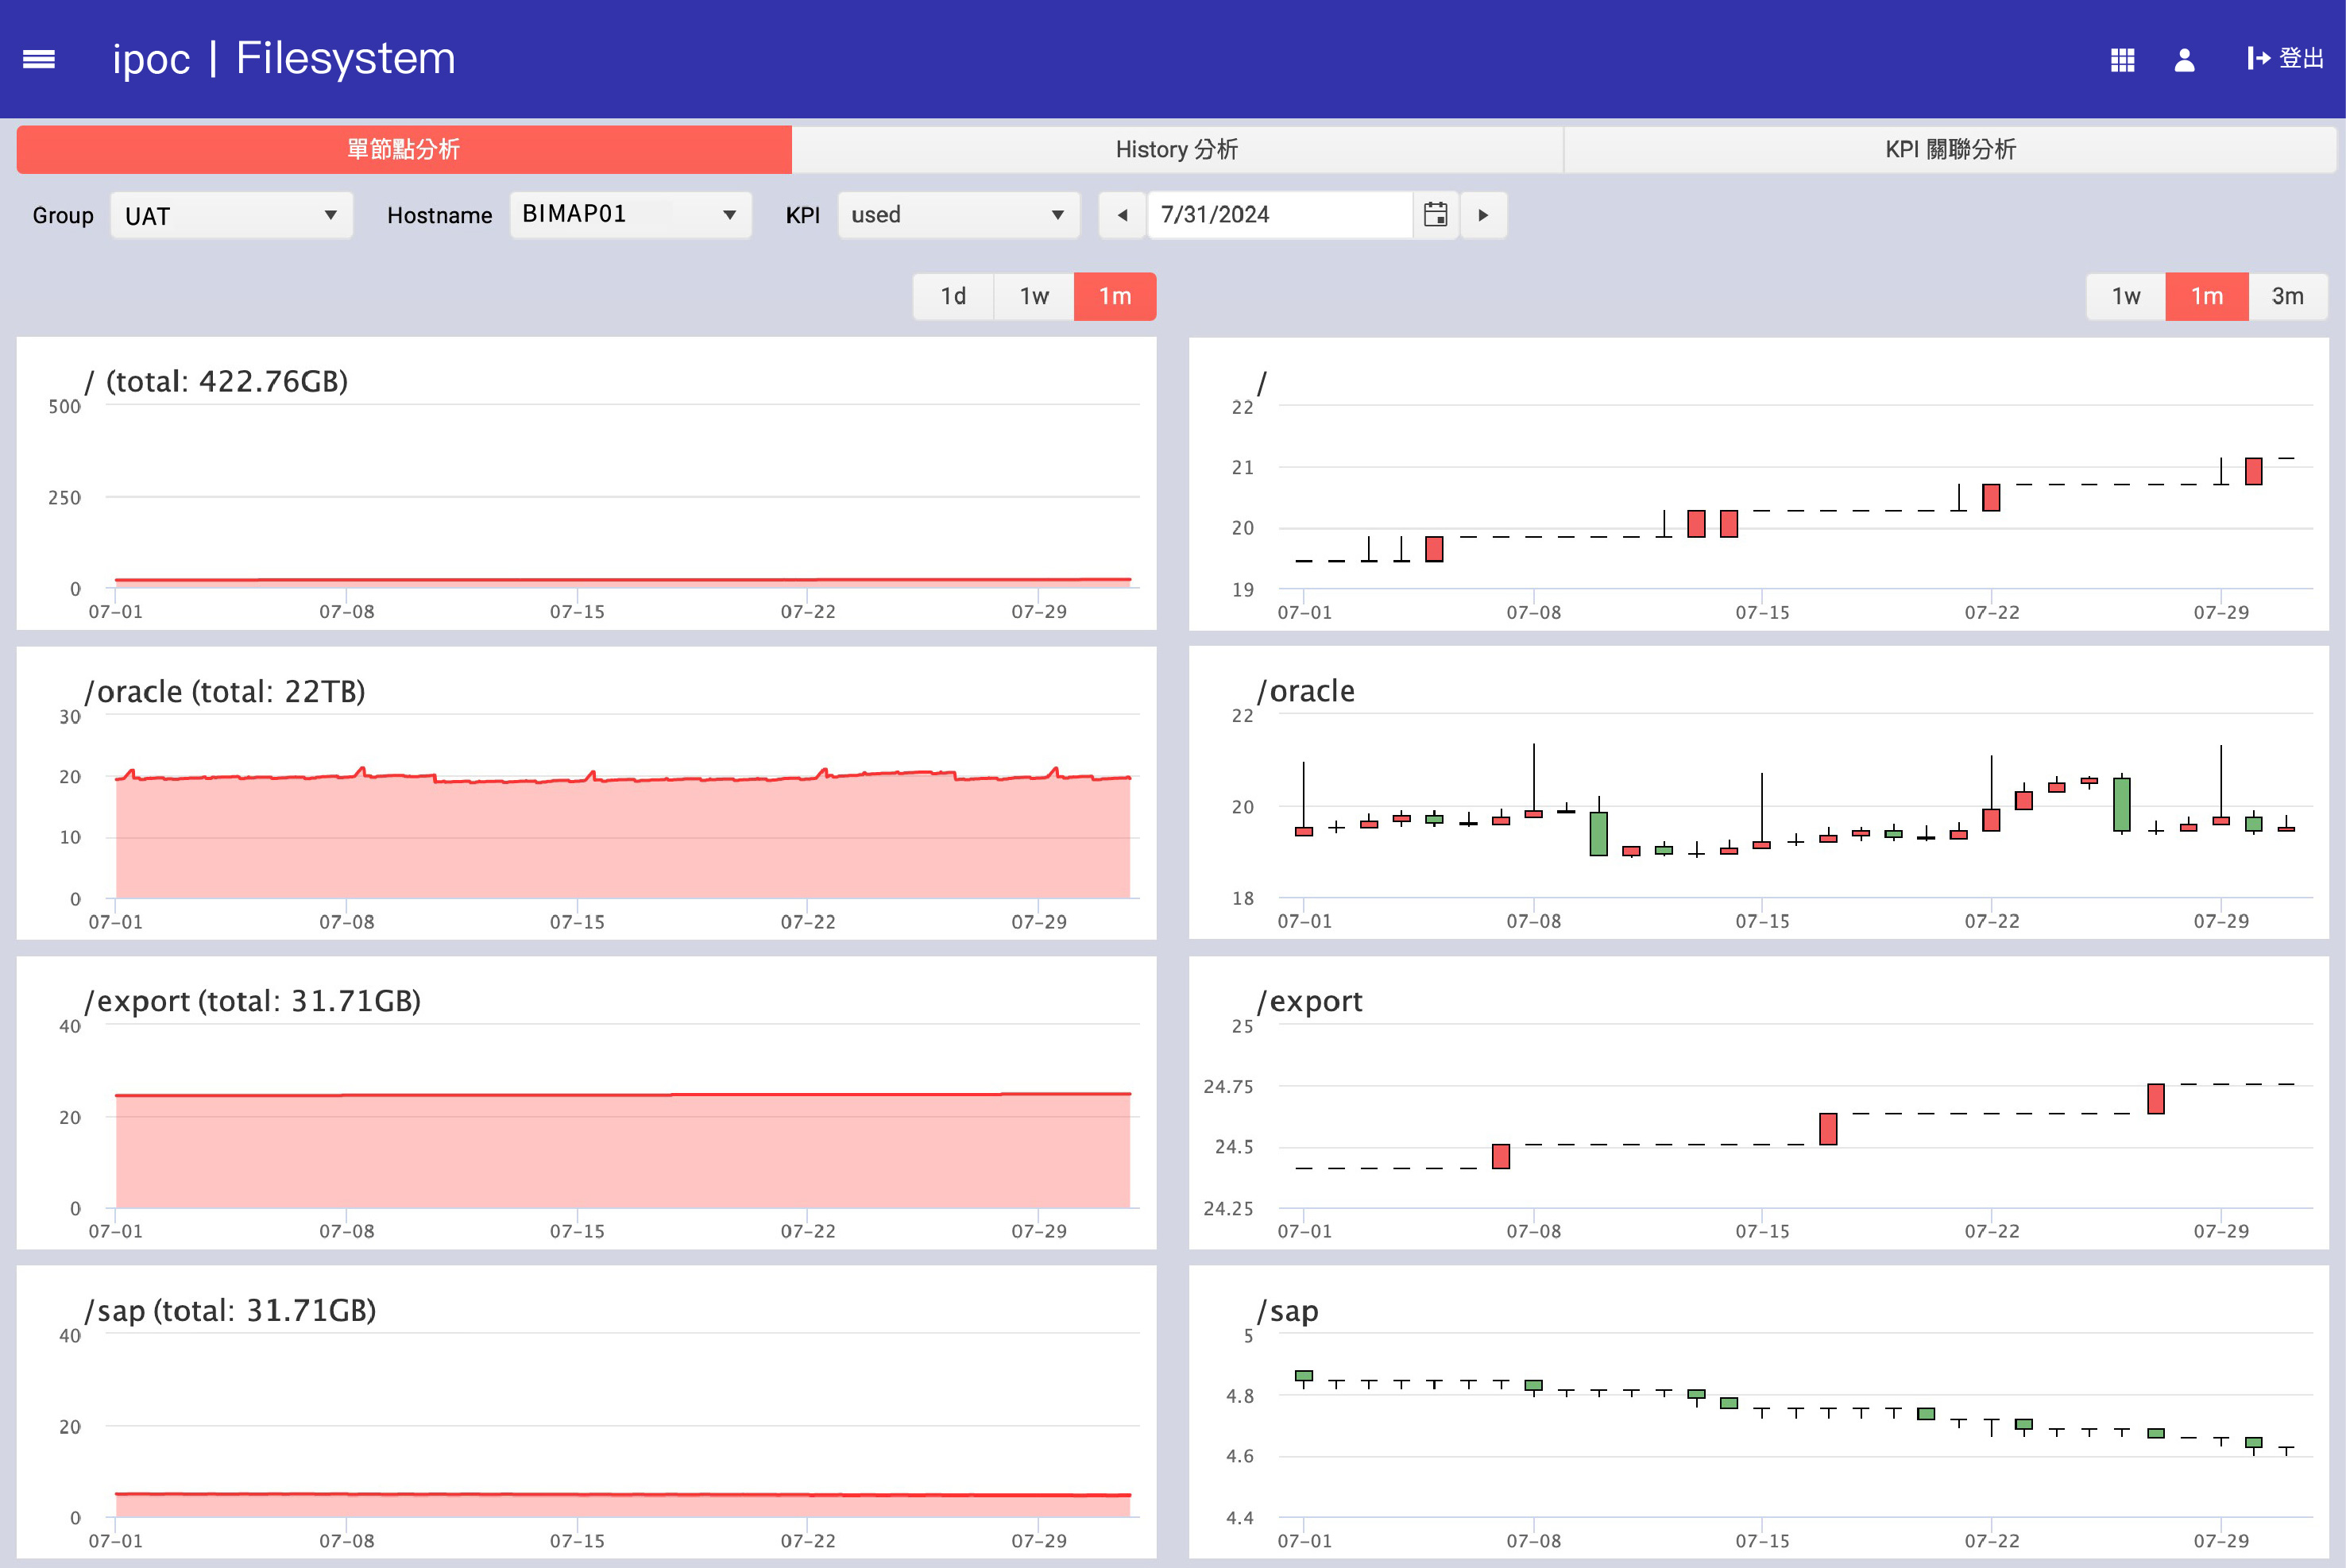 ipoc | Filesystem
登出
單節點分析
History 分析
KPI 關聯分析
Group
UAT
Hostname
BIMAP01
KPI
used
7/31/2024
1d
1w
1m
1w
1m
3m
/ (total: 422.76GB)
500
250
0
07-01
07-08
07-15
07-22
07-29
/
22
21
20
19
07-01
07-08
07-15
07-22
07-29
/oracle (total: 22TB)
30
20
10
0
07-01
07-08
07-15
07-22
07-29
/oracle
22
20
18
07-01
07-08
07-15
07-22
07-29
/export (total: 31.71GB)
40
20
0
07-01
07-08
07-15
07-22
07-29
/export
25
24.75
24.5
24.25
07-01
07-08
07-15
07-22
07-29
/sap (total: 31.71GB)
40
20
0
07-01
07-08
07-15
07-22
07-29
/sap
5
4.8
4.6
4.4
07-01
07-08
07-15
07-22
07-29